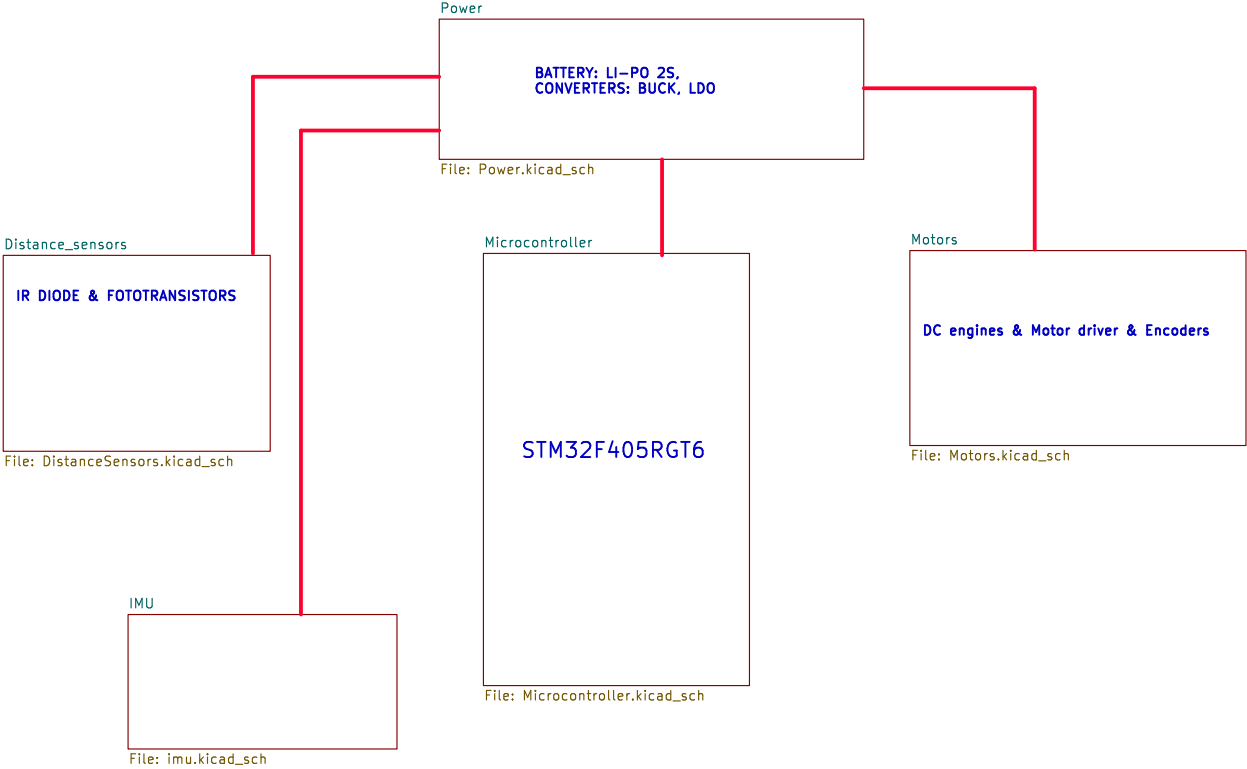 Power
BATTERY: LI-PO 2S,
CONVERTERS: BUCK, LDO
File: Power.kicad_sch
Distance_sensors
IR DIODE & FOTOTRANSISTORS
File: DistanceSensors.kicad_sch
Microcontroller
STM32F405RGT6
File: Microcontroller.kicad_sch
Motors
DC engines & Motor driver & Encoders
File: Motors.kicad_sch
IMU
File: imu.kicad_sch